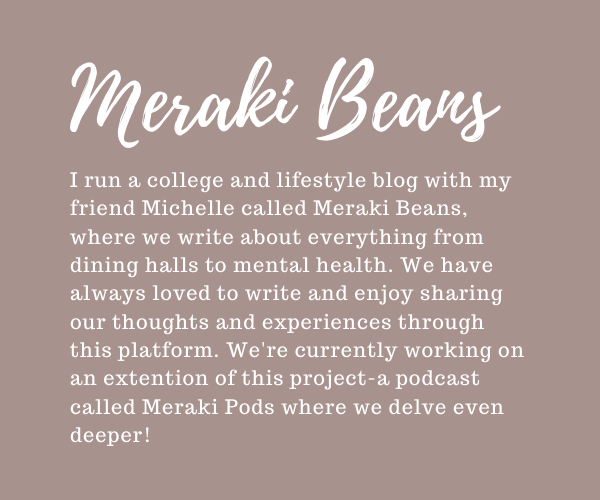 Meraki Beans
I run a college and lifestyle blog with my
friend Michelle called Meraki Beans,
where we write about everything from
dining halls to mental health. We have
always loved to write and enjoy sharing
our thoughts and experiences through
this platform. We're currently working on
an extention of this project-a podcast
called Meraki Pods where we delve even
deeper!